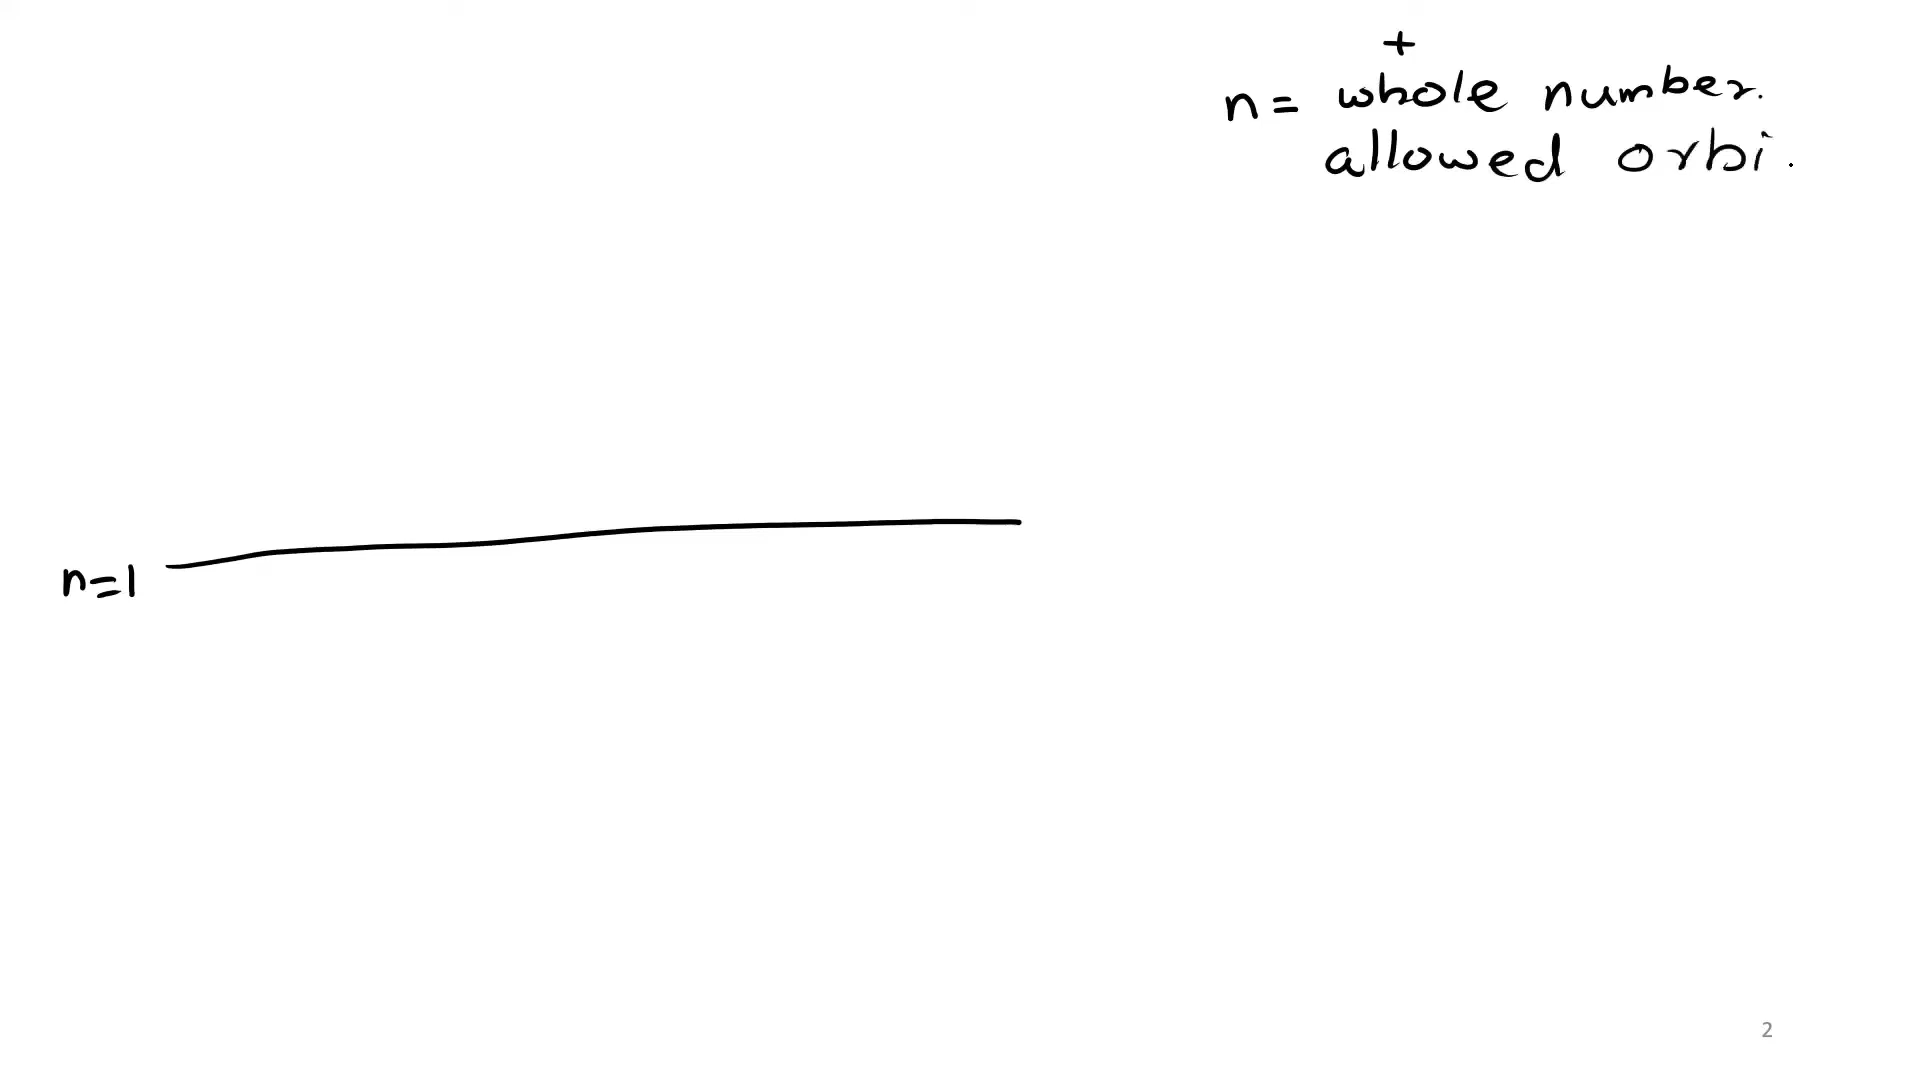 +
n = whole number.
allowed orbi.
n=1
2